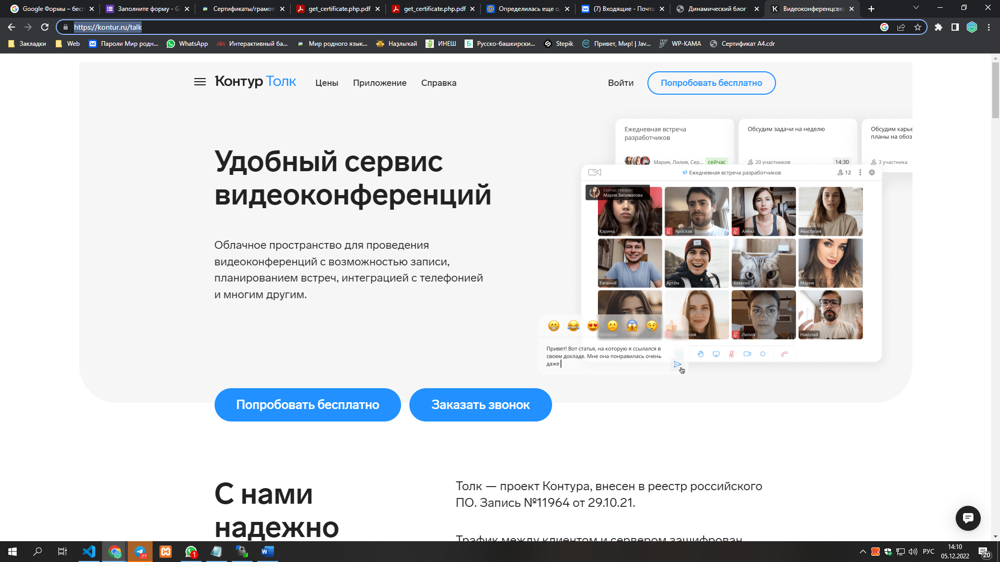 Google Формы – бесп
Заполните форму - Go
Сертификаты/грамот
get_certificate.php.pdf
get_certificate.php.pdf
Определилась еще о
(7) Входящие - Почта
Динамический блог
Видеоконференцсвяз
https://kontur.ru/talk
Закладки
Web
Пароли Мир родн...
WhatsApp
Интерактивный ба...
Мир родного язык...
Наҙлыҡай
ИНЕШ
Русско-башкирски...
Stepik
Привет, Мир! | Jav...
WP-KAMA
Сертификат А4.cdr
Контур Толк
Цены
Приложение
Справка
Войти
Попробовать бесплатно
Удобный сервис
видеоконференций
Облачное пространство для проведения
видеоконференций с возможностью записи,
планированием встреч, интеграцией с телефонией
и многим другим.
Ежедневная встреча
разработчиков
Мария, Лилия, Сер...
сейчас
Обсудим задачи на неделю
20 участников
14:30
Обсудим карье
планы на обоз
3 участника
Ежедневная встреча разработчиков
12
Сейчас говорит
Мария Запивалова
Карина
Ярослав
Алёна
Анастасия
Евгений
Артём
Алексей
Мария
сия
Лилия
Николай
Привет! Вот статья, на которую я ссылался в
своем докладе. Мне она понравилась очень
даже
Попробовать бесплатно
Заказать звонок
С нами
надежно
Толк — проект Контура, внесен в реестр российского
ПО. Запись №11964 от 29.10.21.
Трафик между клиентом и сервером зашифрован
РУС
14:10
05.12.2022
20